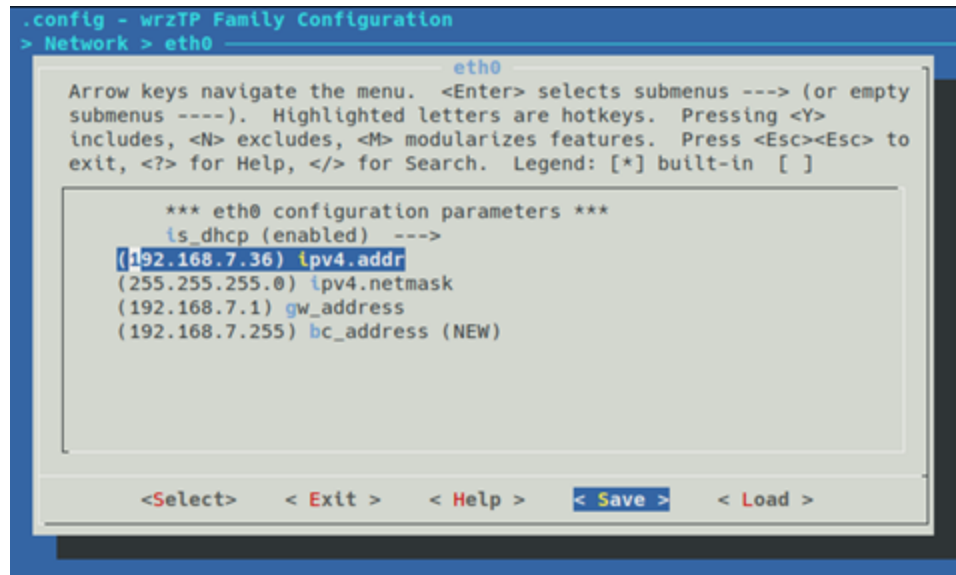 .config - wrzTP Family Configuration
> Network > eth0
eth0
Arrow keys navigate the menu.  <Enter> selects submenus ---> (or empty
submenus ----).  Highlighted letters are hotkeys.  Pressing <Y>
includes, <N> excludes, <M> modularizes features.  Press <Esc><Esc> to
exit, <?> for Help, </> for Search.  Legend: [*] built-in  [ ]
*** eth0 configuration parameters ***
is_dhcp (enabled)  --->
(192.168.7.36) ipv4.addr
(255.255.255.0) ipv4.netmask
(192.168.7.1) gw_address
(192.168.7.255) bc_address (NEW)
<Select>    < Exit >    < Help >    < Save >    < Load >